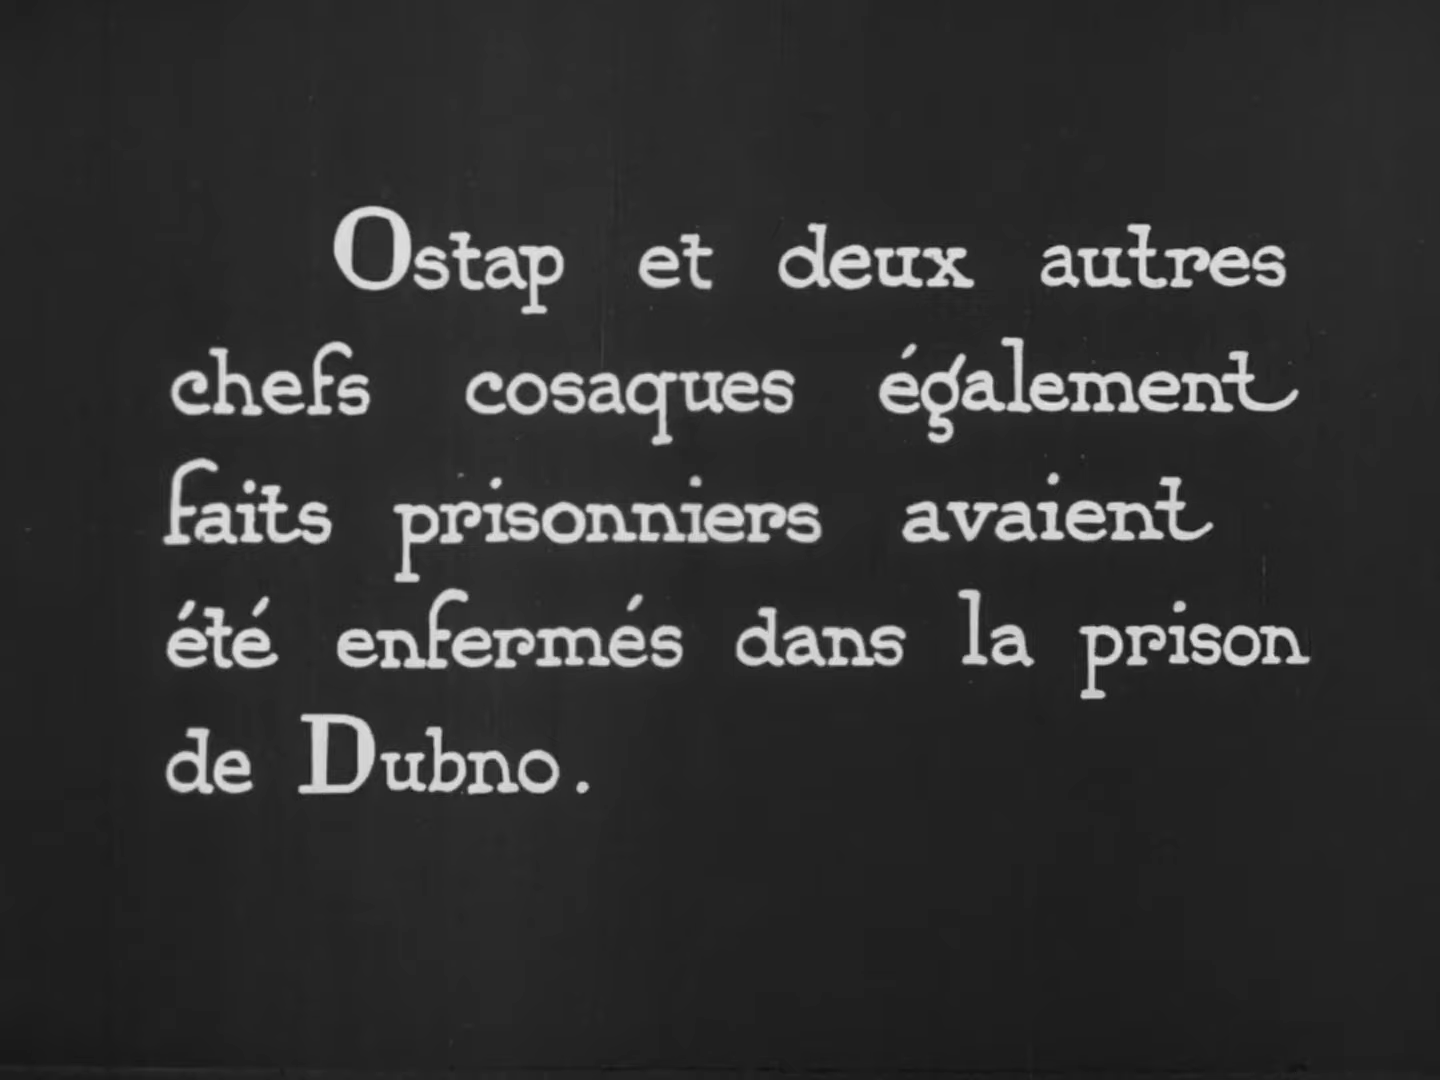 Ostap et deux autres
chefs cosaques également
faits prisonniers avaient
été enfermés dans la prison
de Dubno.